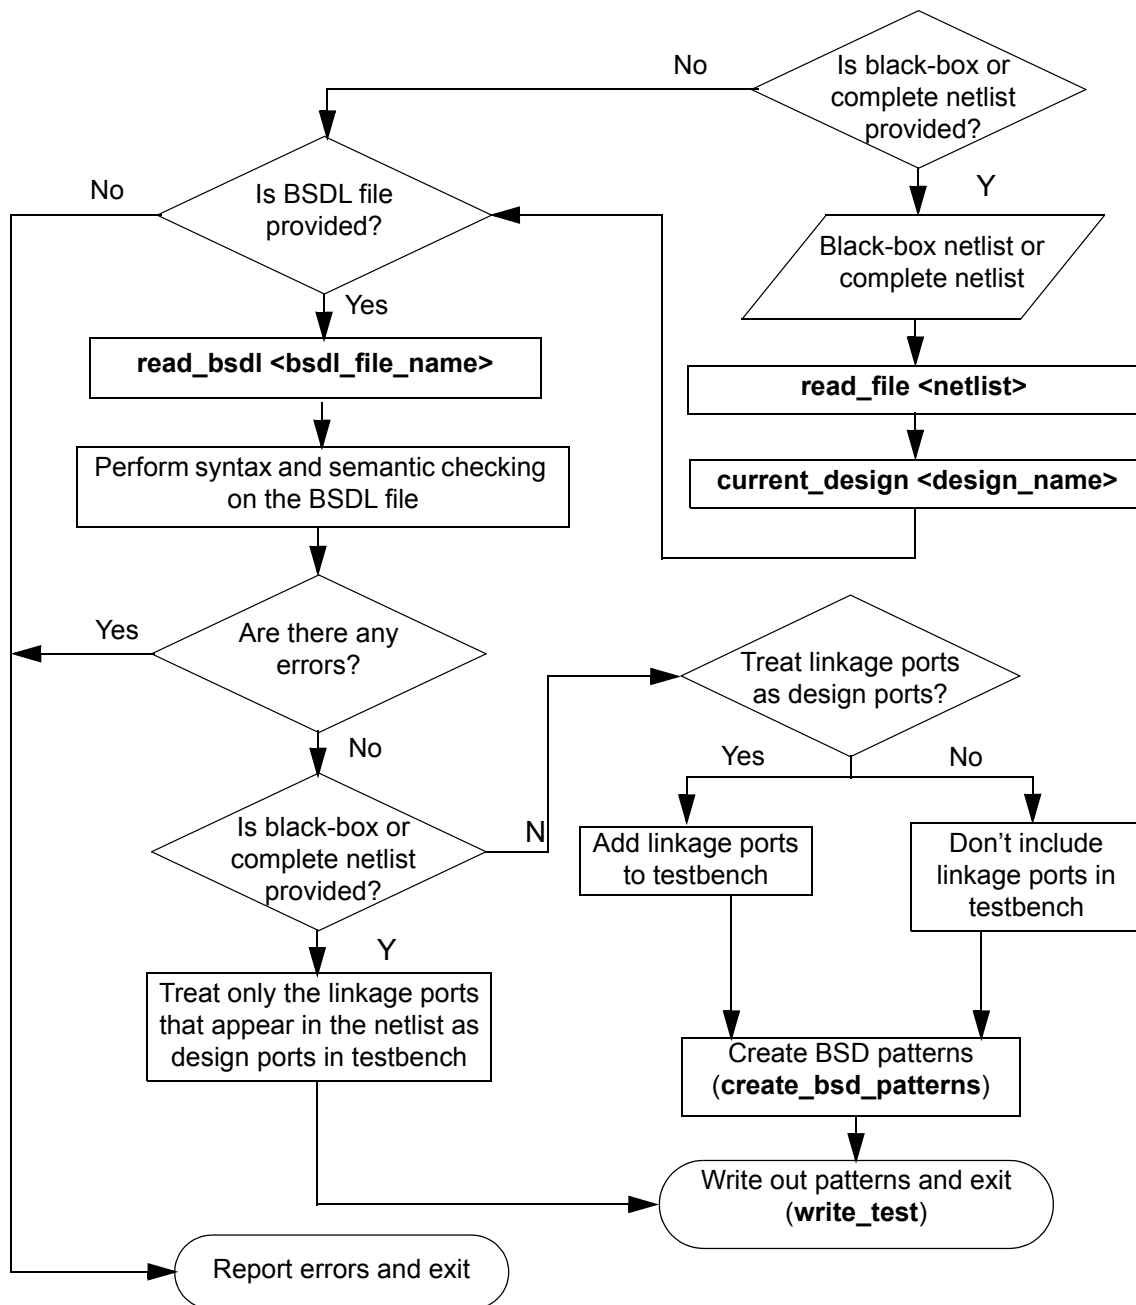 No
Is black-box or
complete netlist
provided?
No
Is BSDL file
provided?
Y
Black-box netlist or
complete netlist
Yes
read_bsdl <bsdl_file_name>
read_file <netlist>
Perform syntax and semantic checking
on the BSDL file
current_design <design_name>
Yes
Are there any
errors?
Treat linkage ports
as design ports?
No
Yes
No
Is black-box or
complete netlist
provided?
N
Add linkage ports
to testbench
Don’t include
linkage ports in
testbench
Y
Treat only the linkage ports
that appear in the netlist as
design ports in testbench
Create BSD patterns
(create_bsd_patterns)
Write out patterns and exit
(write_test)
Report errors and exit